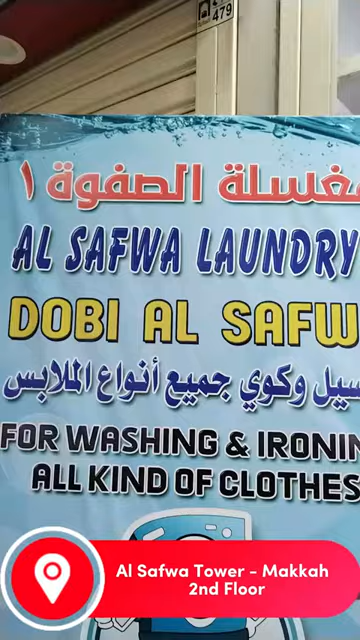 479
مغسلة الصفوة ١
AL SAFWA LAUNDRY
DOBI AL SAFW
سيل وكوي جميع أنواع الملابس
FOR WASHING & IRONIN
ALL KIND OF CLOTHES
Al Safwa Tower - Makkah
2nd Floor